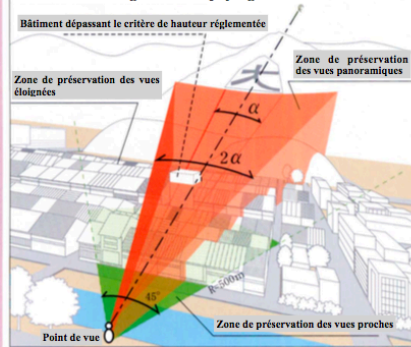 Bâtiment dépassant le critère de hauteur réglementée
Zone de préservation
des vues panoramiques
Zone de préservation des vues
éloignées
大
α
2α
45°
R=500m
Zone de préservation des vues proches
Point de vue